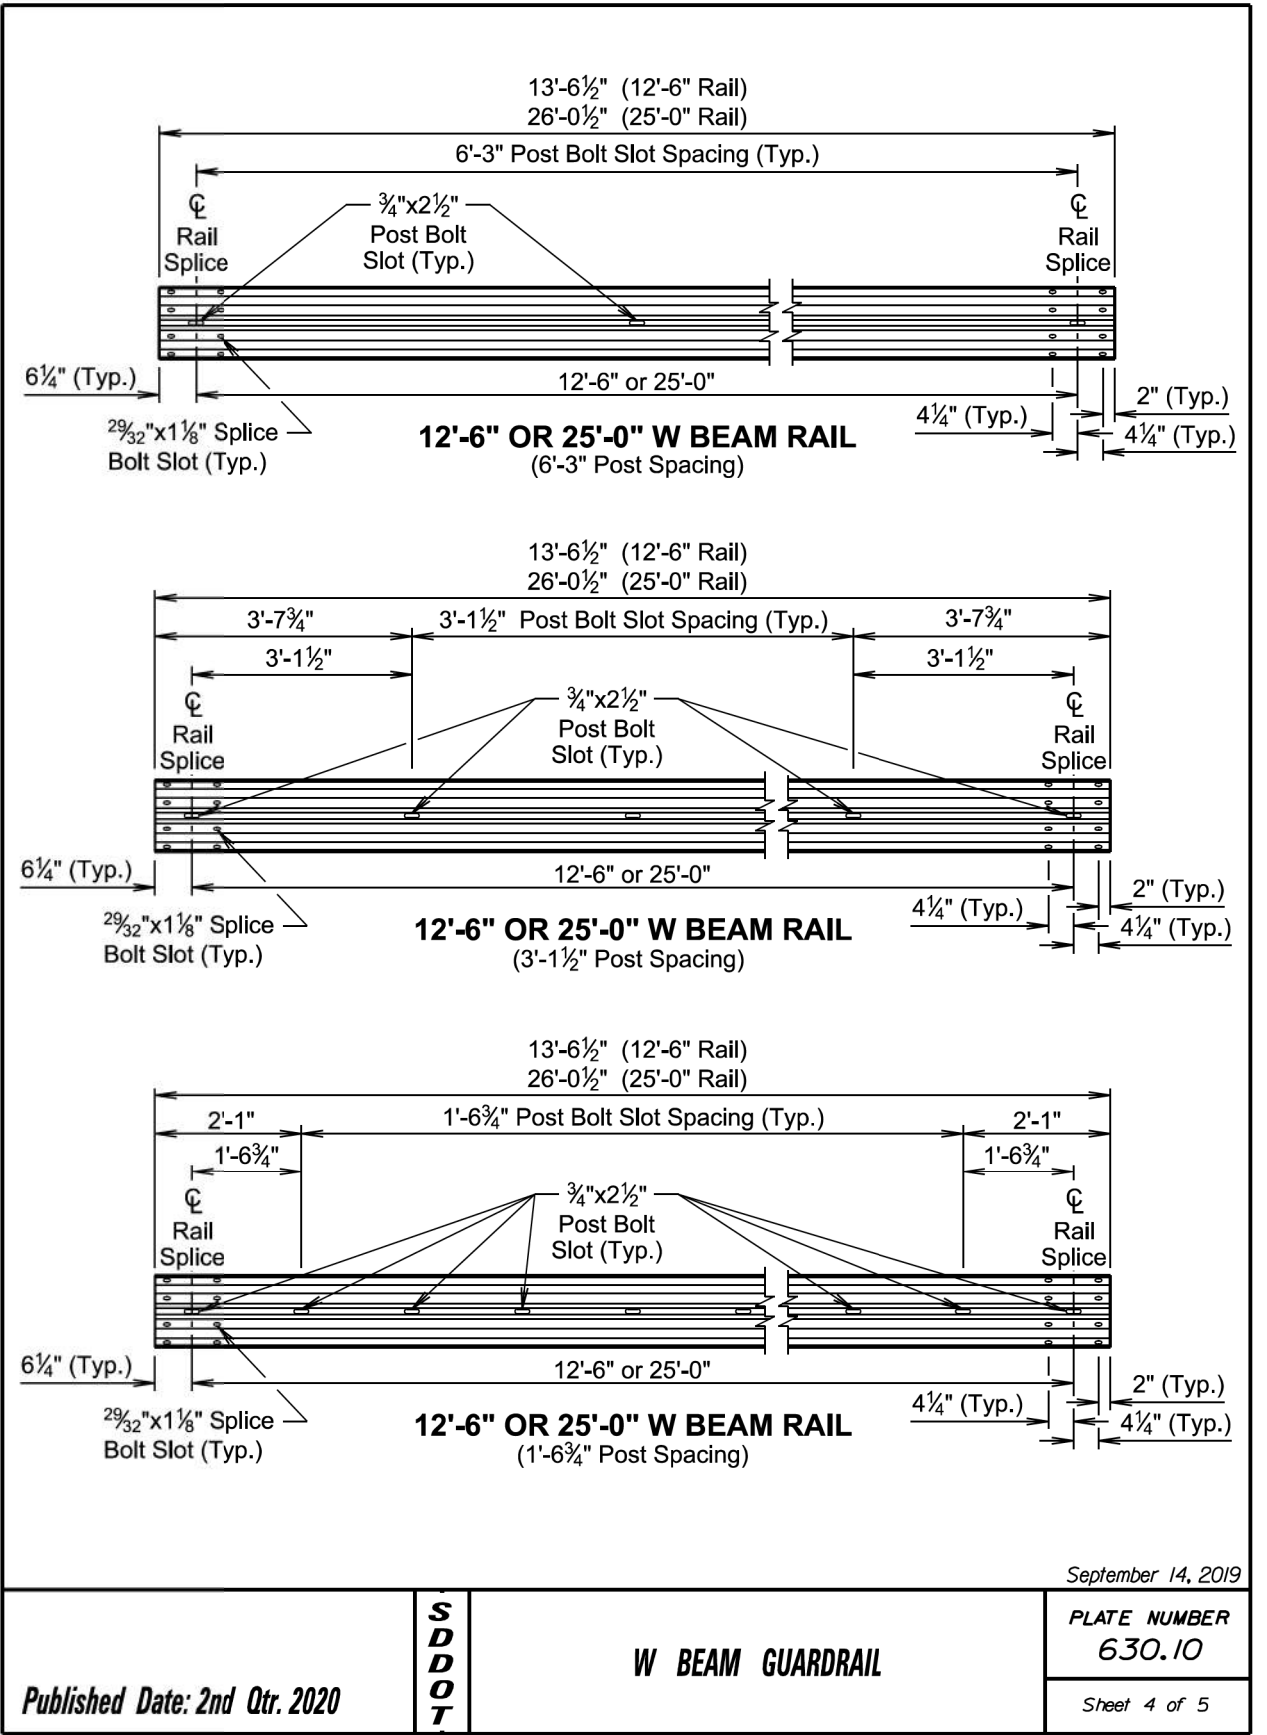 13'-6½" (12'-6" Rail)
26'-0½" (25'-0" Rail)
6'-3" Post Bolt Slot Spacing (Typ.)
℄
Rail
Splice
¾"x2½"
Post Bolt
Slot (Typ.)
℄
Rail
Splice
6¼" (Typ.)
12'-6" or 25'-0"
2" (Typ.)
4¼" (Typ.)
4¼" (Typ.)
29/32"x1⅛" Splice
Bolt Slot (Typ.)
12'-6" OR 25'-0" W BEAM RAIL
(6'-3" Post Spacing)
13'-6½" (12'-6" Rail)
26'-0½" (25'-0" Rail)
3'-7¾"
3'-1½" Post Bolt Slot Spacing (Typ.)
3'-7¾"
3'-1½"
3'-1½"
℄
Rail
Splice
¾"x2½"
Post Bolt
Slot (Typ.)
℄
Rail
Splice
6¼" (Typ.)
12'-6" or 25'-0"
2" (Typ.)
4¼" (Typ.)
4¼" (Typ.)
29/32"x1⅛" Splice
Bolt Slot (Typ.)
12'-6" OR 25'-0" W BEAM RAIL
(3'-1½" Post Spacing)
13'-6½" (12'-6" Rail)
26'-0½" (25'-0" Rail)
2'-1"
1'-6¾" Post Bolt Slot Spacing (Typ.)
2'-1"
1'-6¾"
1'-6¾"
℄
Rail
Splice
¾"x2½"
Post Bolt
Slot (Typ.)
℄
Rail
Splice
6¼" (Typ.)
12'-6" or 25'-0"
2" (Typ.)
4¼" (Typ.)
4¼" (Typ.)
29/32"x1⅛" Splice
Bolt Slot (Typ.)
12'-6" OR 25'-0" W BEAM RAIL
(1'-6¾" Post Spacing)
September 14, 2019
Published Date: 2nd Qtr. 2020
SDDOT
W BEAM GUARDRAIL
PLATE NUMBER
630.10
Sheet 4 of 5